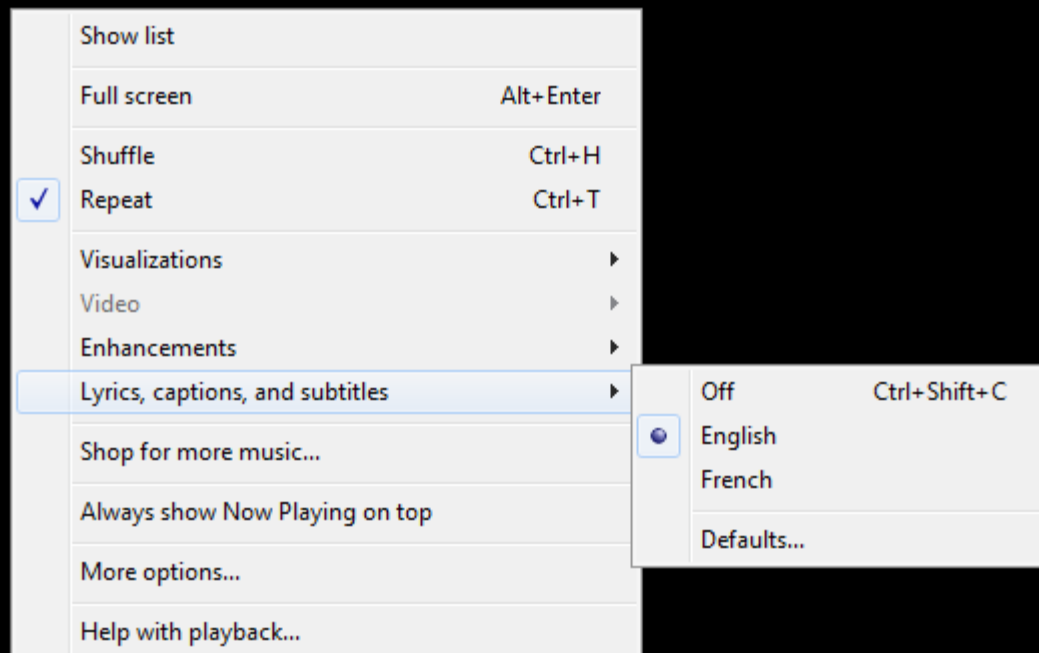 Show list
Full screen Alt+Enter
Shuffle Ctrl+H
Repeat Ctrl+T
Visualizations
Video
Enhancements
Lyrics, captions, and subtitles
Shop for more music...
Always show Now Playing on top
More options...
Help with playback...
Off Ctrl+Shift+C
English
French
Defaults...